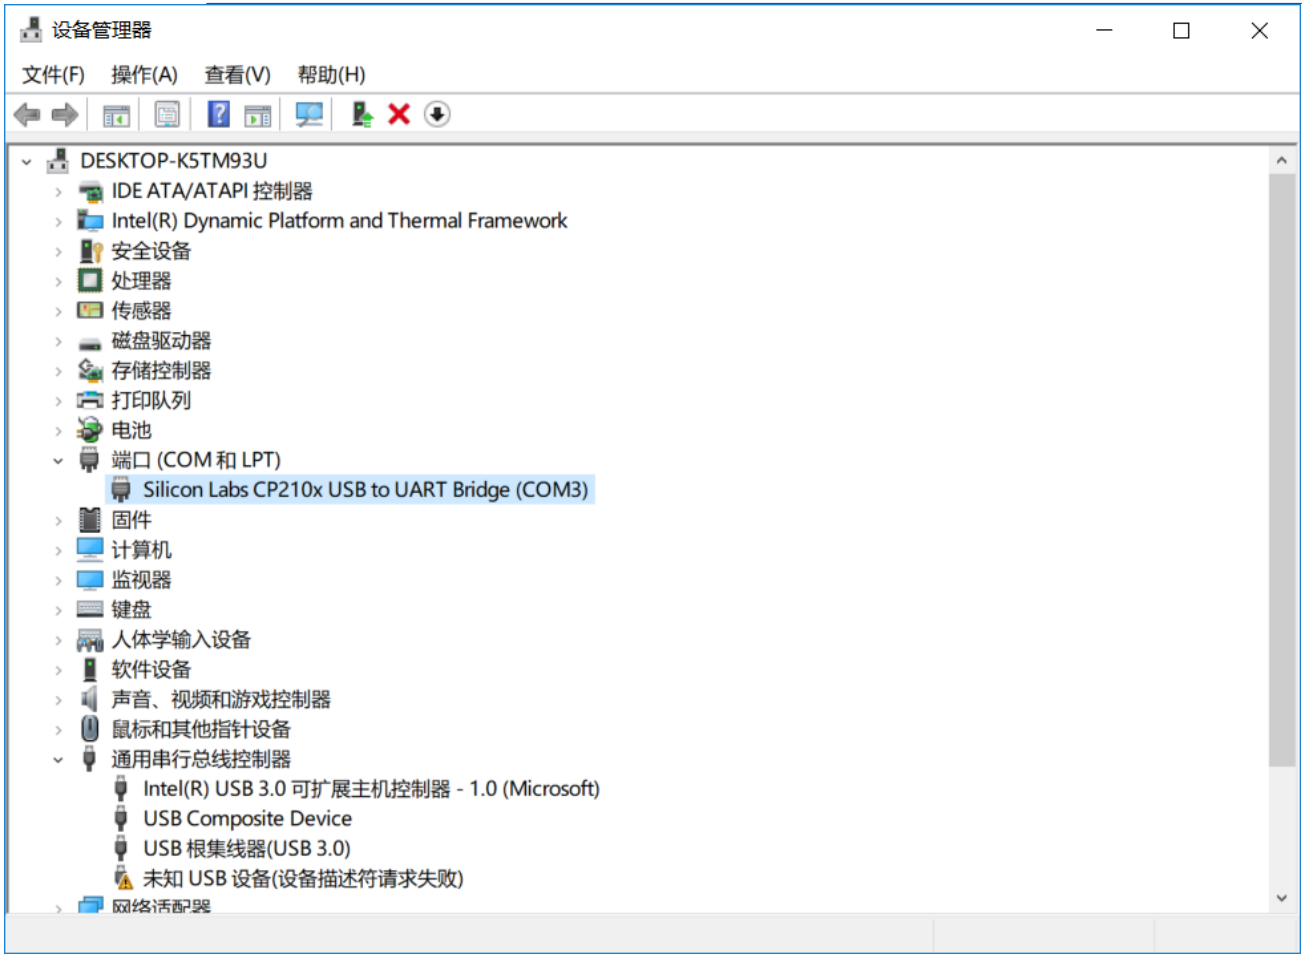 设备管理器
文件(F) 操作(A) 查看(V) 帮助(H)
DESKTOP-K5TM93U
IDE ATA/ATAPI 控制器
Intel(R) Dynamic Platform and Thermal Framework
安全设备
处理器
传感器
磁盘驱动器
存储控制器
打印队列
电池
端口 (COM 和 LPT)
Silicon Labs CP210x USB to UART Bridge (COM3)
固件
计算机
监视器
键盘
人体学输入设备
软件设备
声音、视频和游戏控制器
鼠标和其他指针设备
通用串行总线控制器
Intel(R) USB 3.0 可扩展主机控制器 - 1.0 (Microsoft)
USB Composite Device
USB 根集线器(USB 3.0)
未知 USB 设备(设备描述符请求失败)
网络适配器